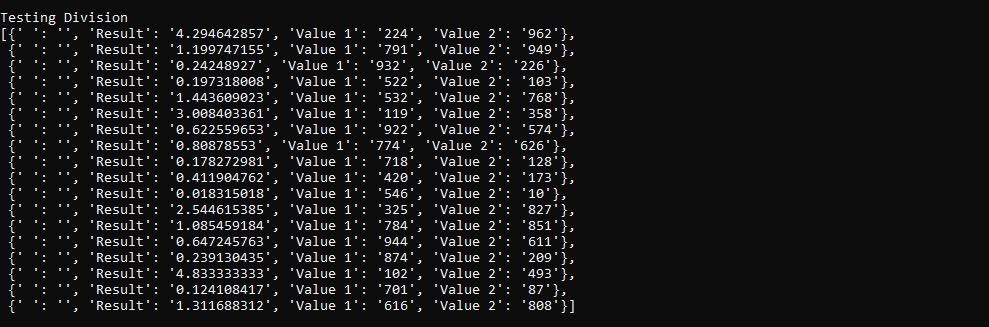 Testing Division
[{' ': '', 'Result': '4.294642857', 'Value 1': '224', 'Value 2': '962'},
 {' ': '', 'Result': '1.199747155', 'Value 1': '791', 'Value 2': '949'},
 {' ': '', 'Result': '0.24248927', 'Value 1': '932', 'Value 2': '226'},
 {' ': '', 'Result': '0.197318008', 'Value 1': '522', 'Value 2': '103'},
 {' ': '', 'Result': '1.443609023', 'Value 1': '532', 'Value 2': '768'},
 {' ': '', 'Result': '3.008403361', 'Value 1': '119', 'Value 2': '358'},
 {' ': '', 'Result': '0.622559653', 'Value 1': '922', 'Value 2': '574'},
 {' ': '', 'Result': '0.80878553', 'Value 1': '774', 'Value 2': '626'},
 {' ': '', 'Result': '0.178272981', 'Value 1': '718', 'Value 2': '128'},
 {' ': '', 'Result': '0.411904762', 'Value 1': '420', 'Value 2': '173'},
 {' ': '', 'Result': '0.018315018', 'Value 1': '546', 'Value 2': '10'},
 {' ': '', 'Result': '2.544615385', 'Value 1': '325', 'Value 2': '827'},
 {' ': '', 'Result': '1.085459184', 'Value 1': '784', 'Value 2': '851'},
 {' ': '', 'Result': '0.647245763', 'Value 1': '944', 'Value 2': '611'},
 {' ': '', 'Result': '0.239130435', 'Value 1': '874', 'Value 2': '209'},
 {' ': '', 'Result': '4.833333333', 'Value 1': '102', 'Value 2': '493'},
 {' ': '', 'Result': '0.124108417', 'Value 1': '701', 'Value 2': '87'},
 {' ': '', 'Result': '1.311688312', 'Value 1': '616', 'Value 2': '808'}]